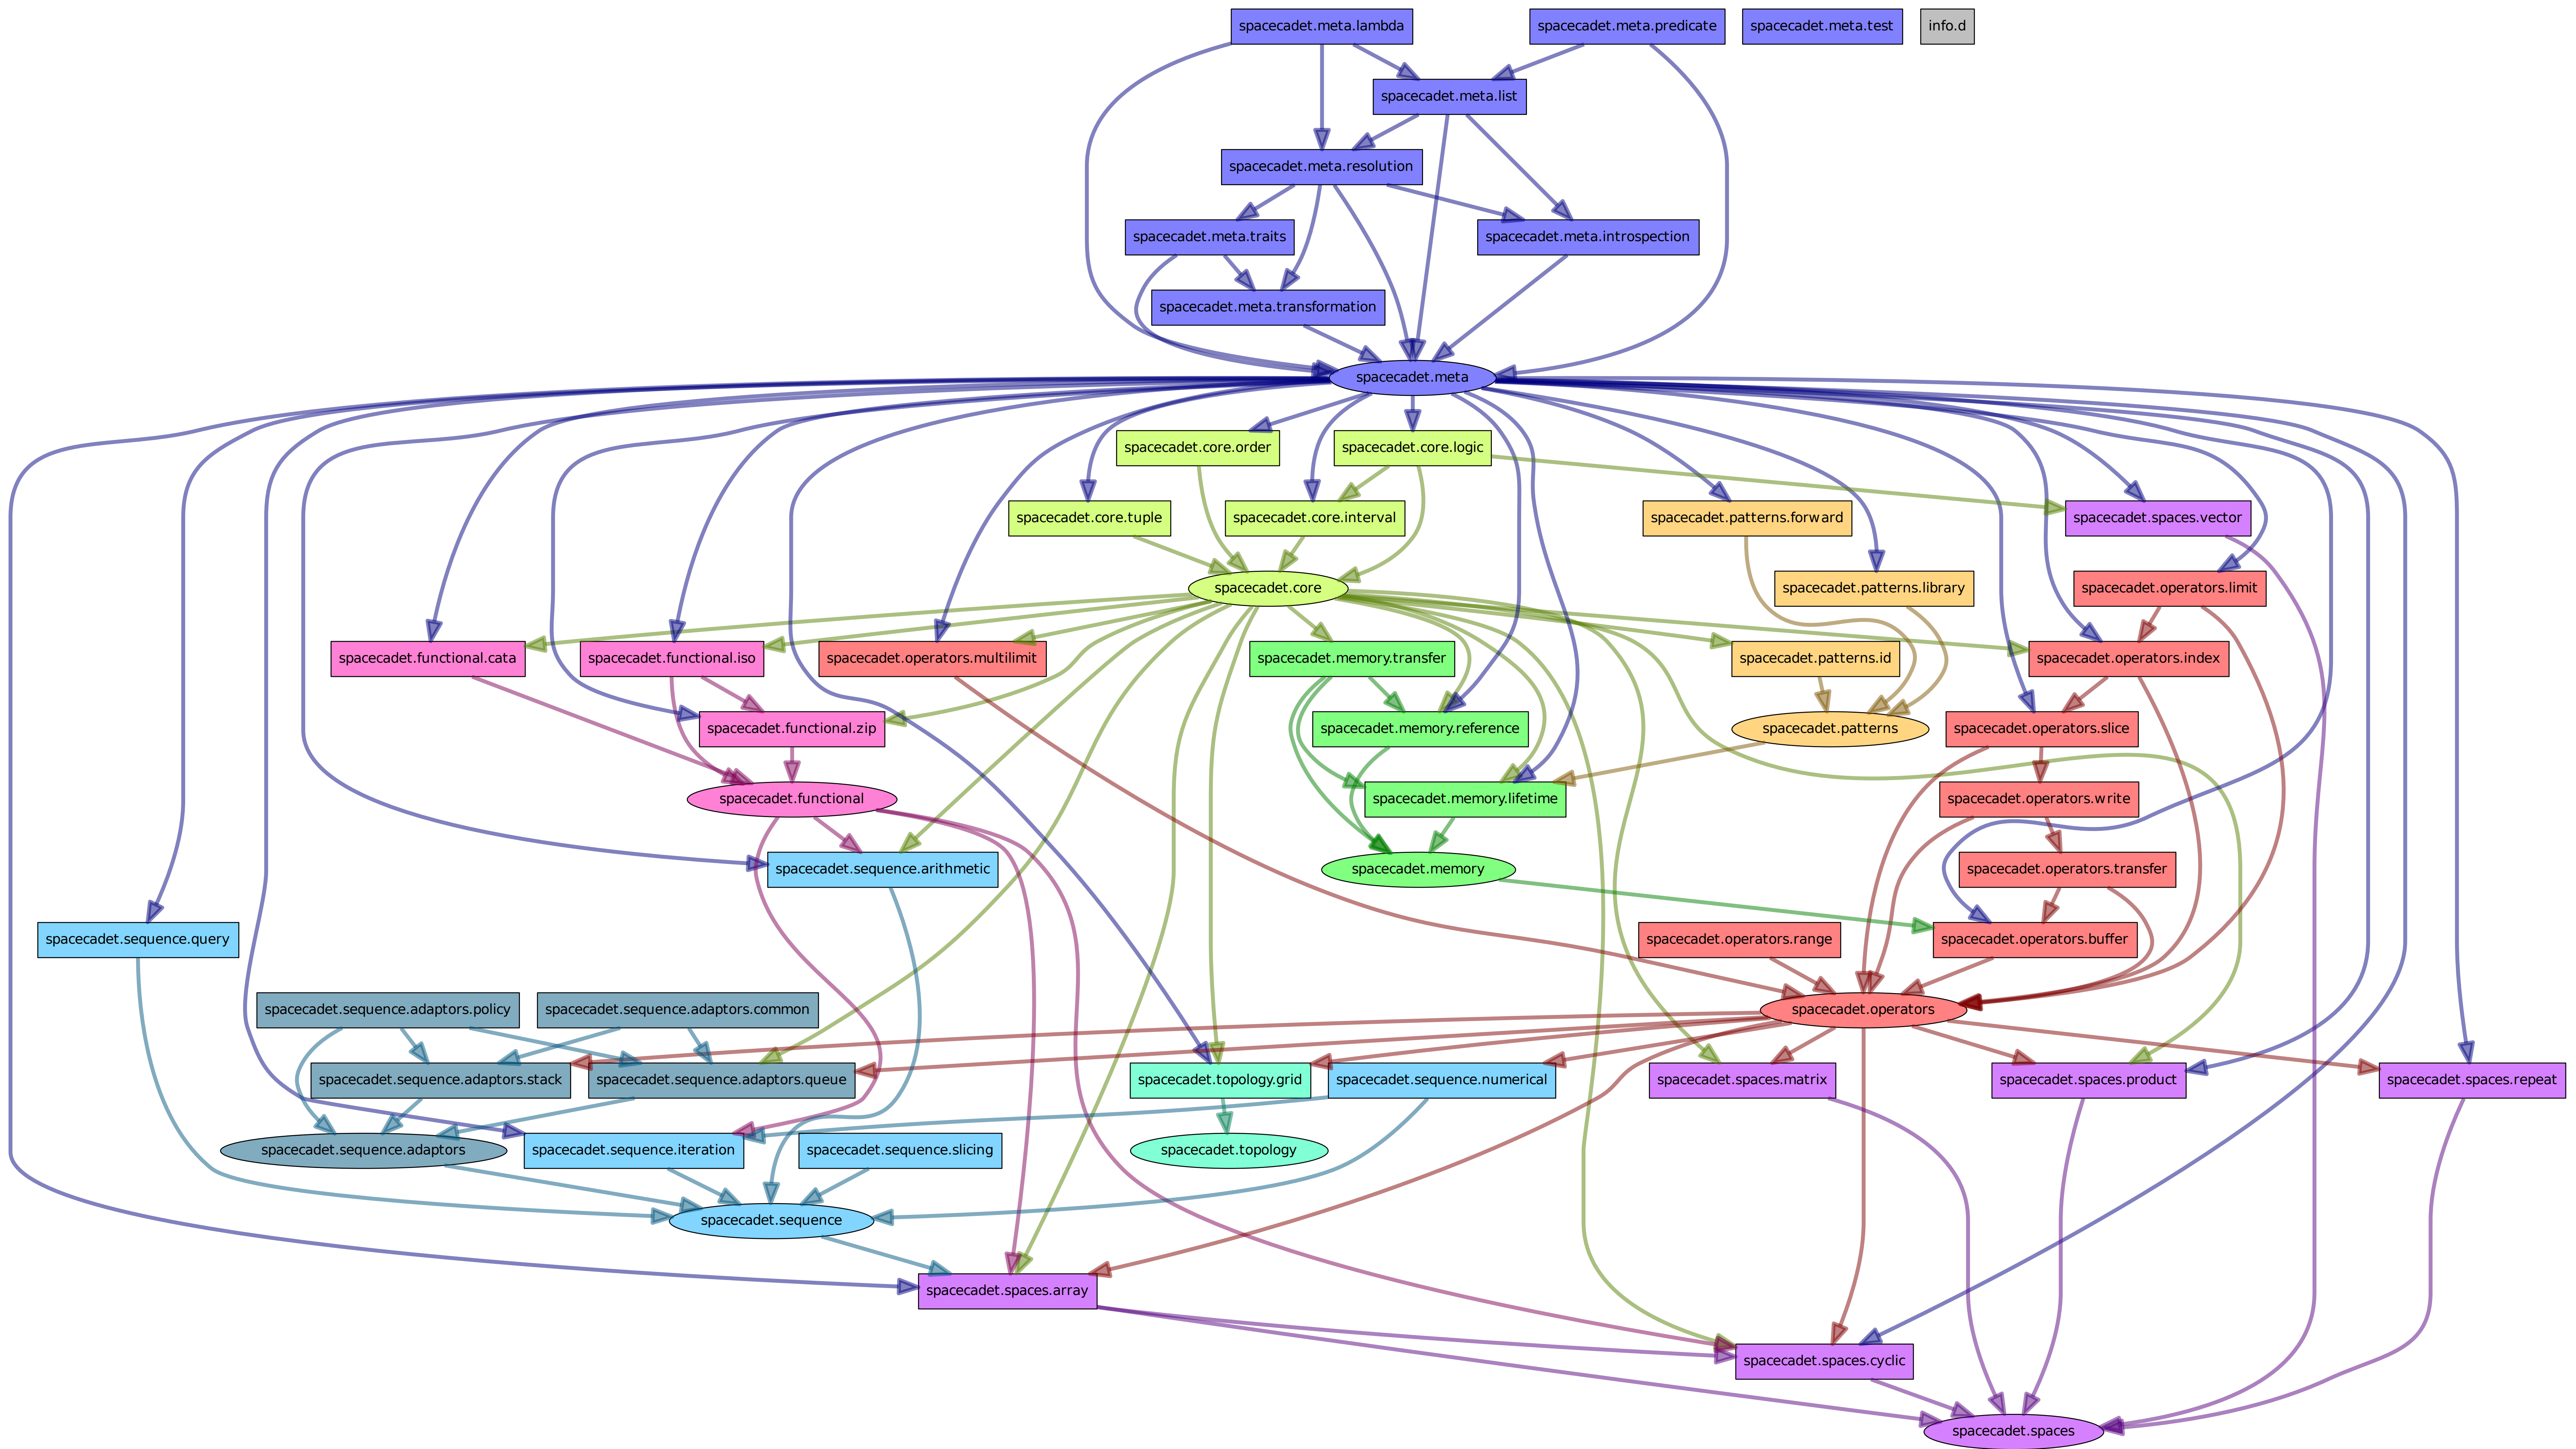 spacecadet.meta.lambda
spacecadet.meta.predicate
spacecadet.meta.test
info.d
spacecadet.meta.list
spacecadet.meta.resolution
spacecadet.meta.traits
spacecadet.meta.introspection
spacecadet.meta.transformation
spacecadet.meta
spacecadet.core.order
spacecadet.core.logic
spacecadet.core.tuple
spacecadet.core.interval
spacecadet.patterns.forward
spacecadet.spaces.vector
spacecadet.core
spacecadet.patterns.library
spacecadet.operators.limit
spacecadet.functional.cata
spacecadet.functional.iso
spacecadet.operators.multilimit
spacecadet.memory.transfer
spacecadet.patterns.id
spacecadet.operators.index
spacecadet.functional.zip
spacecadet.memory.reference
spacecadet.patterns
spacecadet.operators.slice
spacecadet.functional
spacecadet.memory.lifetime
spacecadet.operators.write
spacecadet.sequence.arithmetic
spacecadet.memory
spacecadet.operators.transfer
spacecadet.sequence.query
spacecadet.operators.range
spacecadet.operators.buffer
spacecadet.sequence.adaptors.policy
spacecadet.sequence.adaptors.common
spacecadet.operators
spacecadet.sequence.adaptors.stack
spacecadet.sequence.adaptors.queue
spacecadet.topology.grid
spacecadet.sequence.numerical
spacecadet.spaces.matrix
spacecadet.spaces.product
spacecadet.spaces.repeat
spacecadet.sequence.adaptors
spacecadet.sequence.iteration
spacecadet.sequence.slicing
spacecadet.topology
spacecadet.sequence
spacecadet.spaces.array
spacecadet.spaces.cyclic
spacecadet.spaces